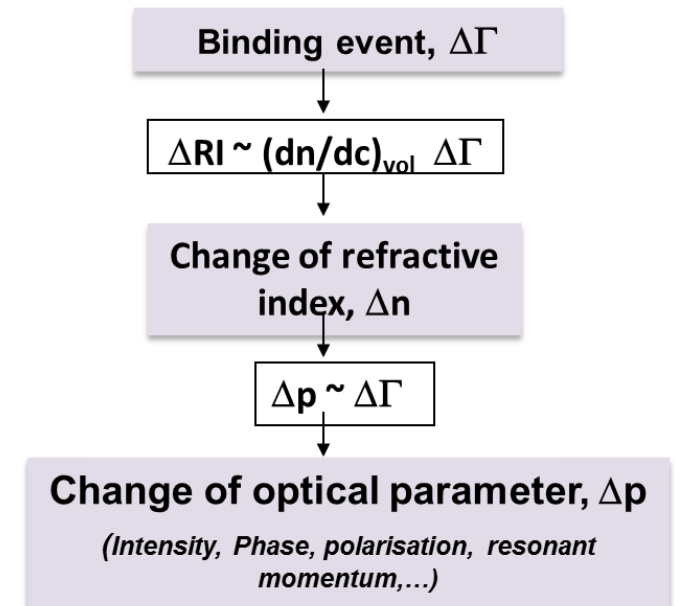 Binding event, ΔΓ
ΔRI ~ (dn/dc)vol ΔΓ
Change of refractive
index, Δn
Δp ~ ΔΓ
Change of optical parameter, Δp
(Intensity, Phase, polarisation, resonant
momentum,...)